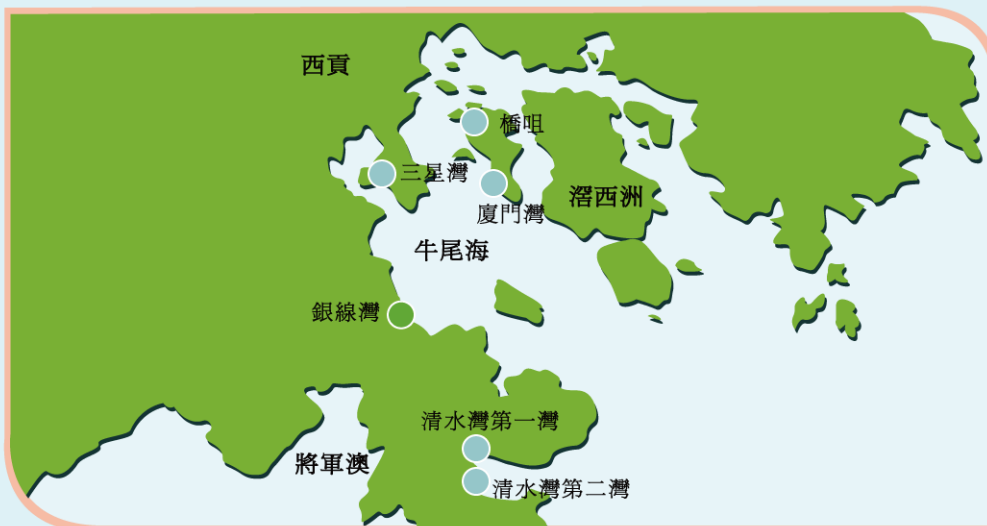 西貢
橋咀
三星灣
滘西洲
廈門灣
牛尾海
銀線灣
清水灣第一灣
將軍澳
清水灣第二灣